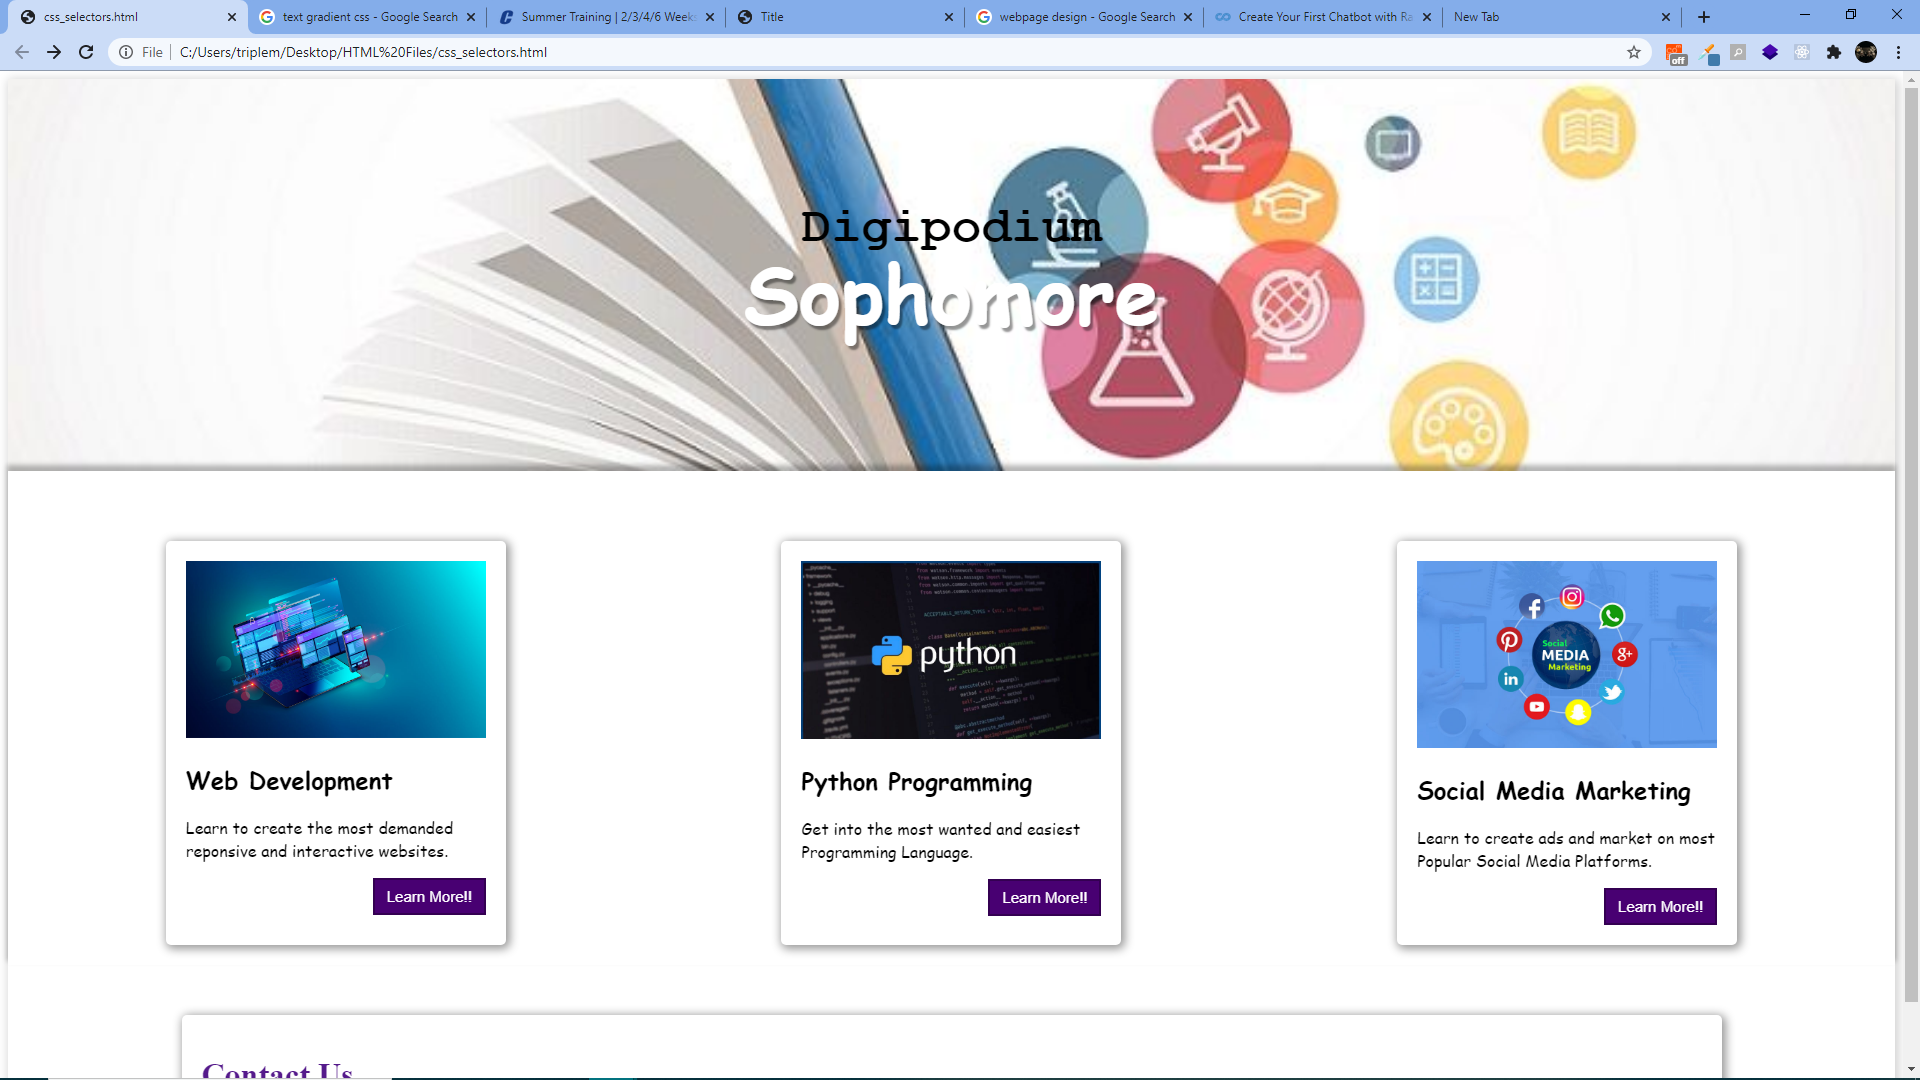 css_selectors.html
text gradient css - Google Search
Summer Training | 2/3/4/6 Weeks
Title
webpage design - Google Search
Create Your First Chatbot with Ra
New Tab
File
C:/Users/triplem/Desktop/HTML%20Files/css_selectors.html
off
Digipodium
Sophomore
python
Social
MEDIA
Marketing
Web Development
Python Programming
Social Media Marketing
Learn to create the most demanded
reponsive and interactive websites.
Get into the most wanted and easiest
Programming Language.
Learn to create ads and market on most
Popular Social Media Platforms.
Learn More!!
Learn More!!
Learn More!!
Contact Us